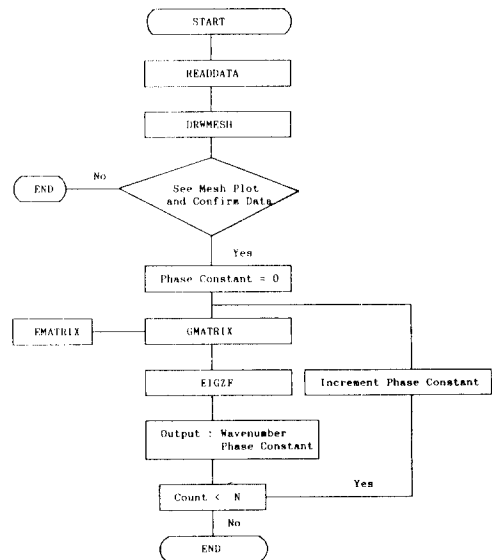 START
READDATA
DRWMESH
No
END
See Mesh Plot
and Confirm Data
Yes
Phase Constant = 0
EMATRIX
GMATRIX
EIGZF
Increment Phase Constant
Output : Wavenumber
Phase Constant
Yes
Count < N
No
END